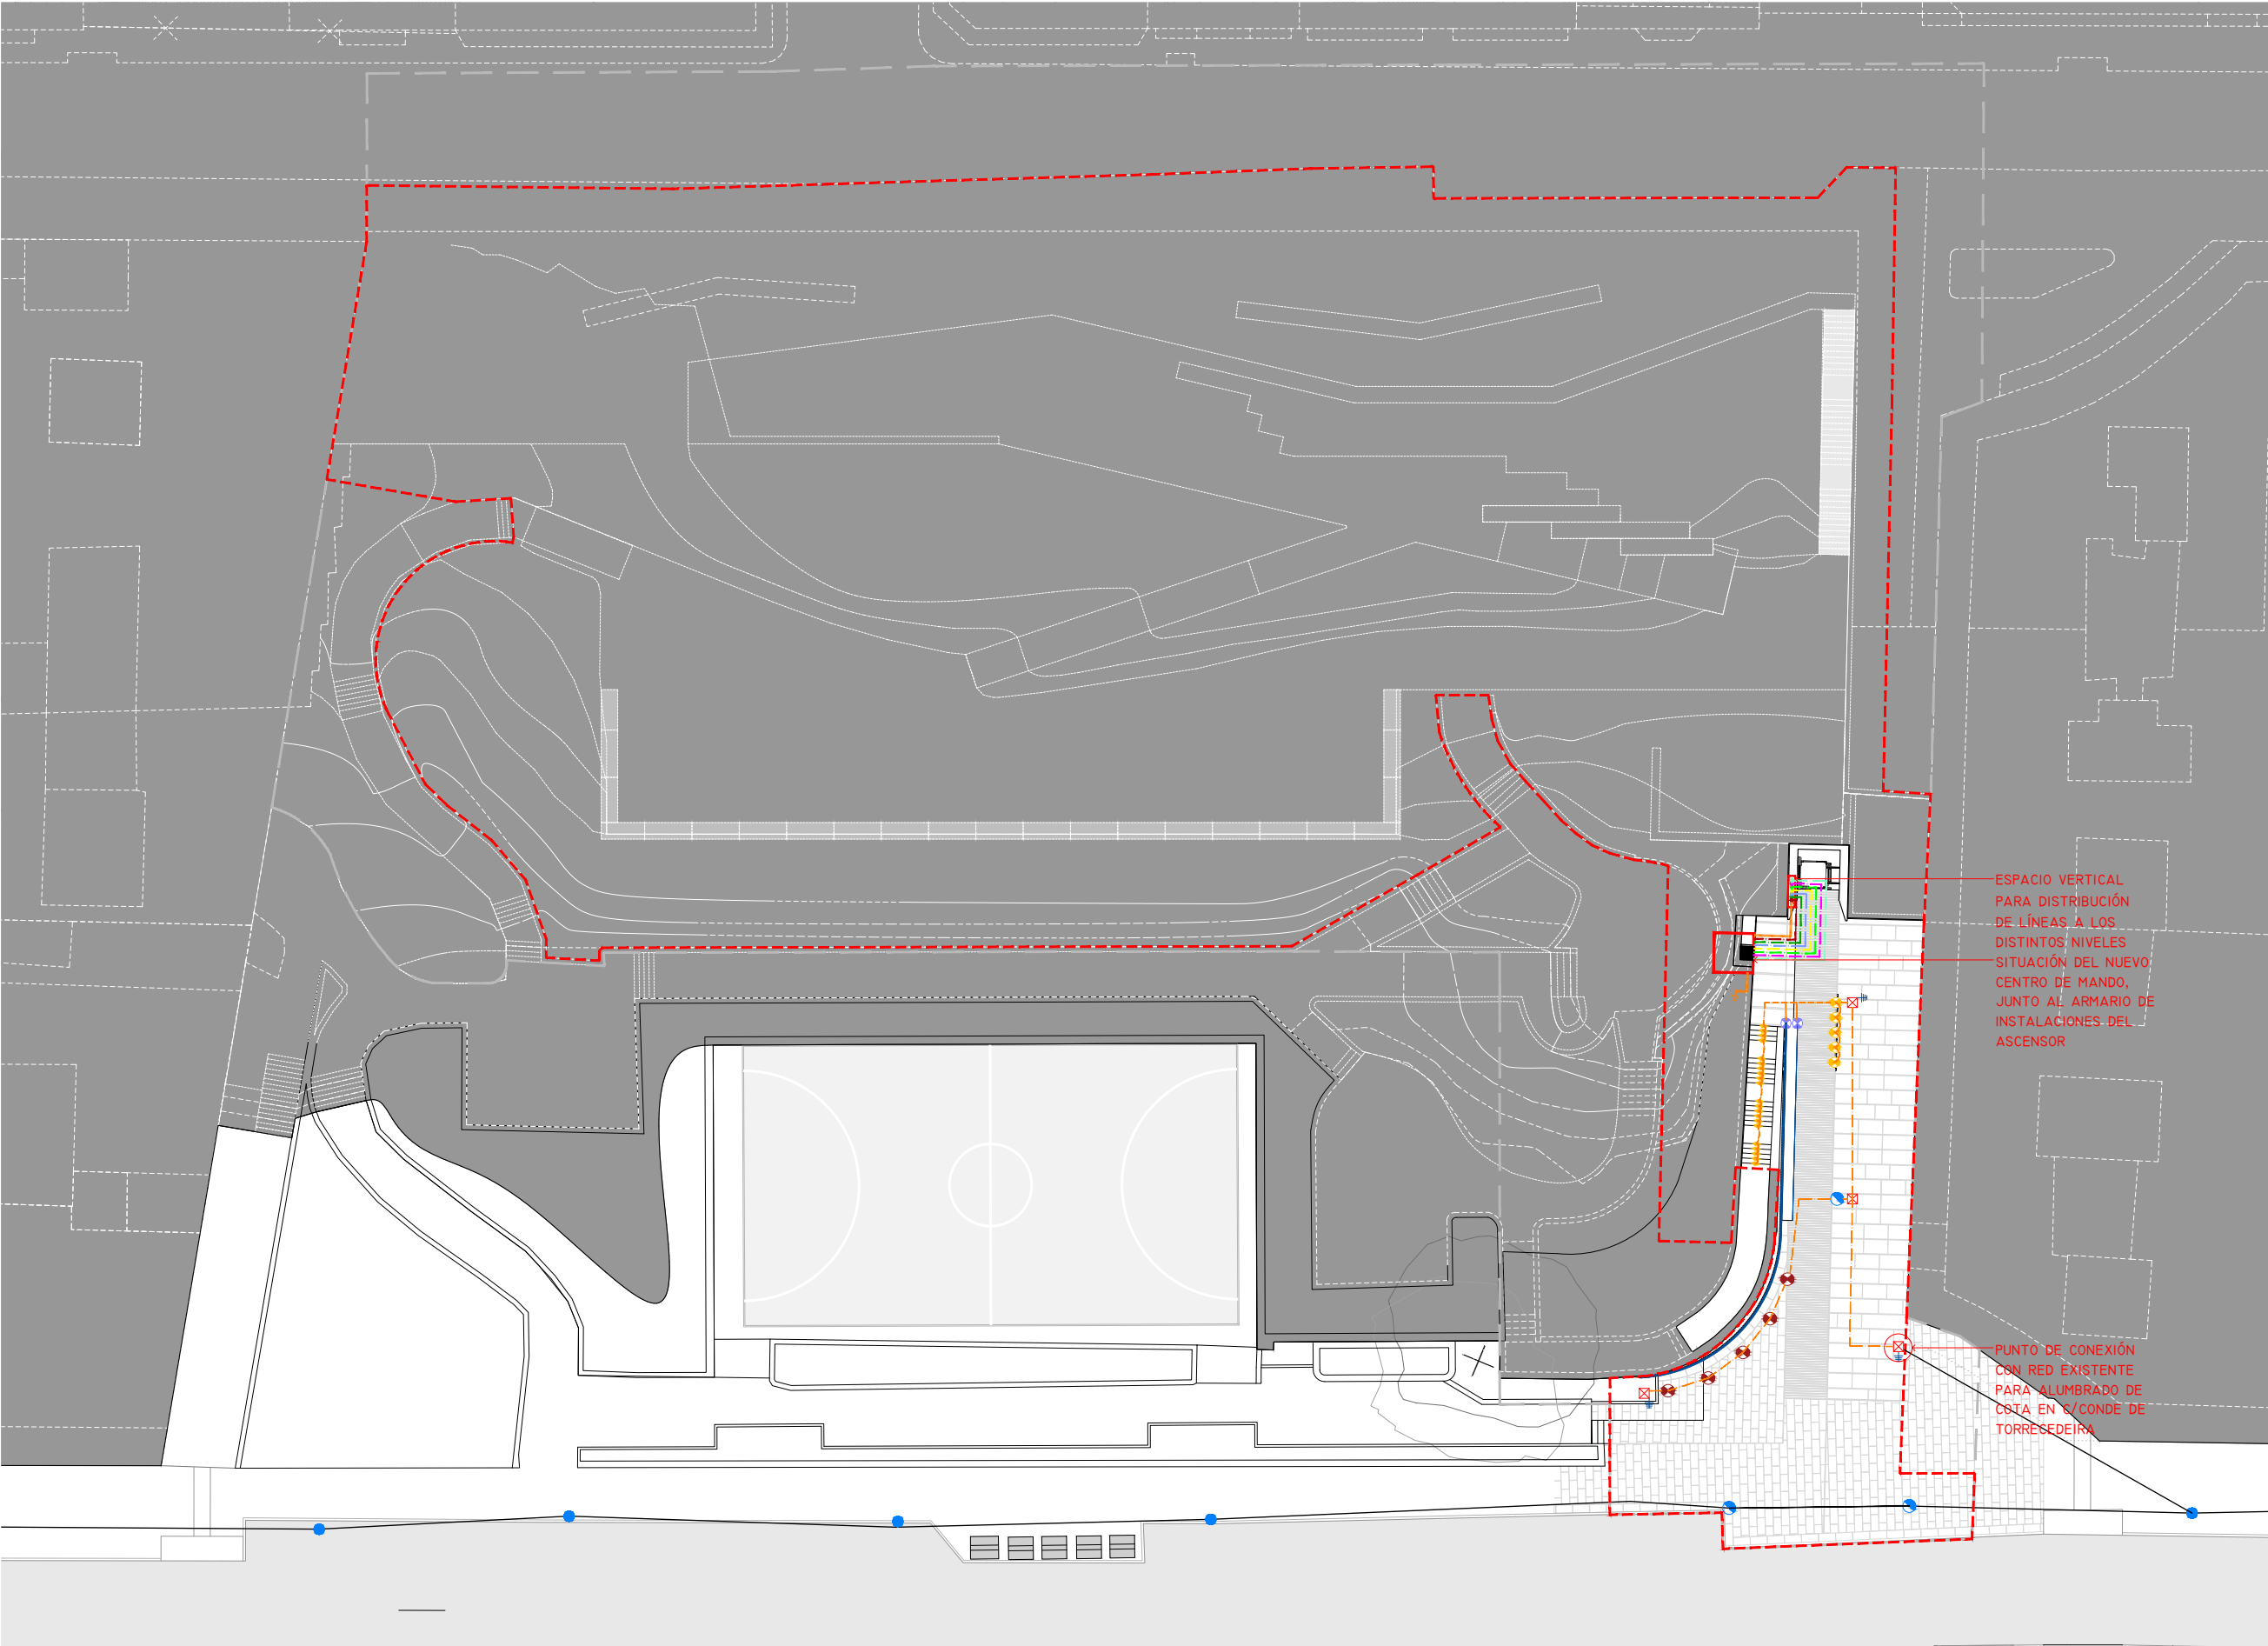 ESPACIO VERTICAL
PARA DISTRIBUCIÓN
DE LÍNEAS A LOS
DISTINTOS NIVELES
SITUACIÓN DEL NUEVO
CENTRO DE MANDO,
JUNTO AL ARMARIO DE
INSTALACIONES DEL
ASCENSOR
PUNTO DE CONEXIÓN
CON RED EXISTENTE
PARA ALUMBRADO DE
COTA EN C/CONDE DE
TORRECEDEIRA